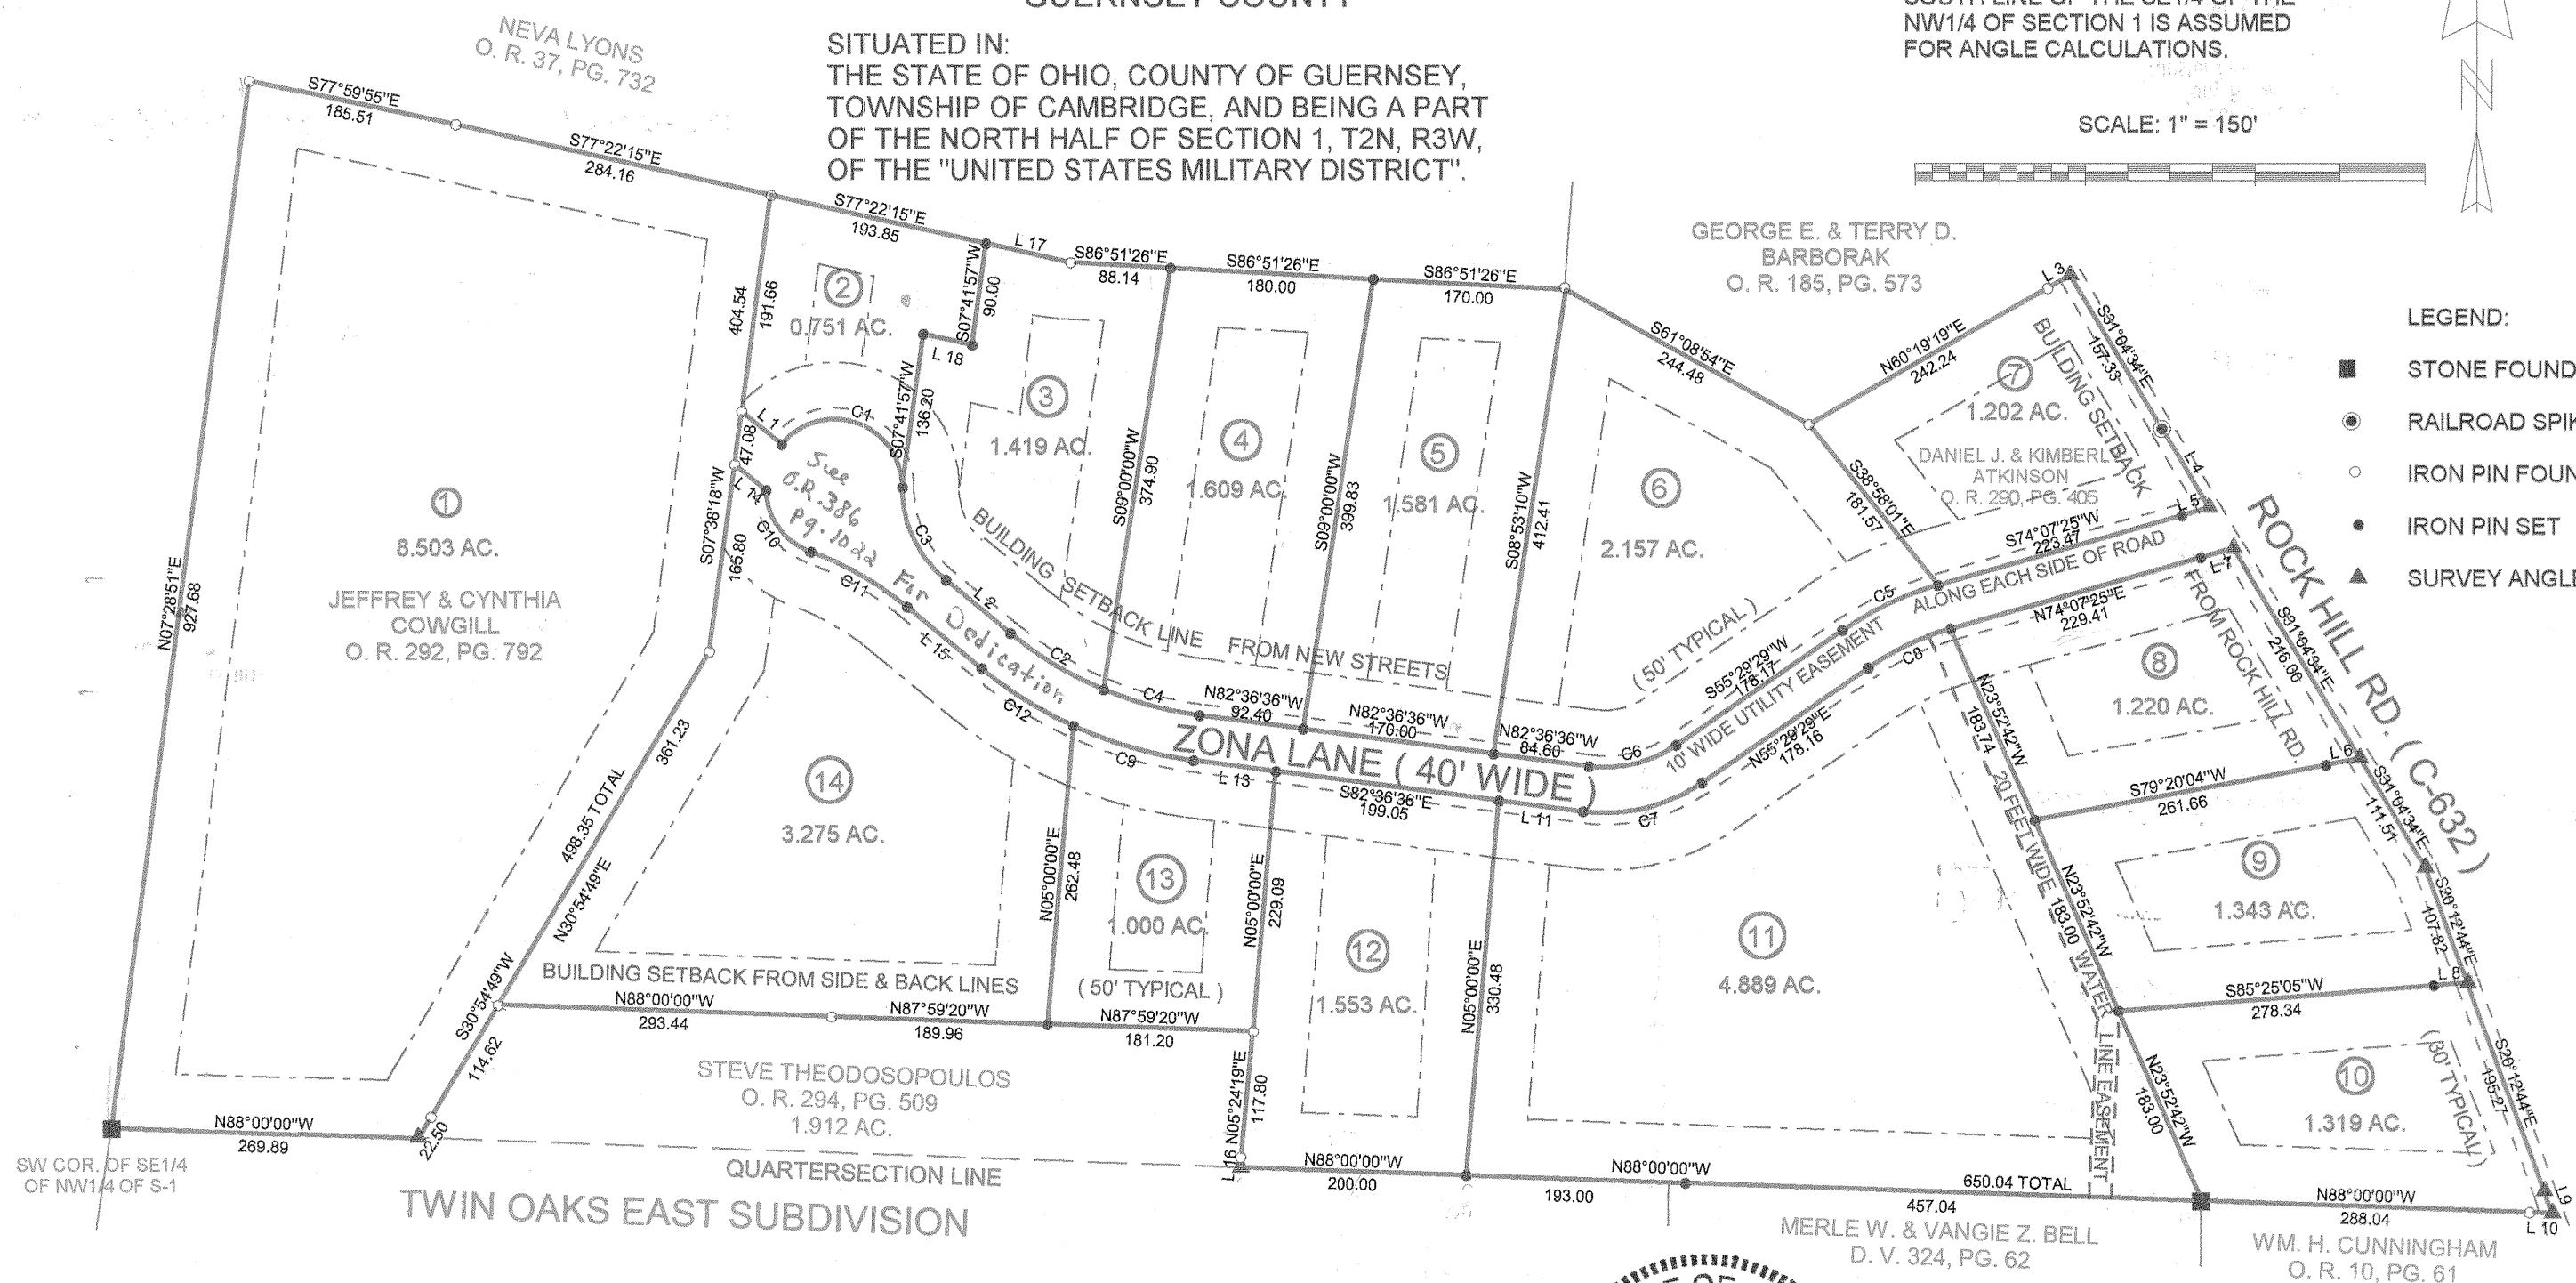 NEVA LYONS
O. R. 37, PG. 732
SITUATED IN:
THE STATE OF OHIO, COUNTY OF GUERNSEY,
TOWNSHIP OF CAMBRIDGE, AND BEING A PART
OF THE NORTH HALF OF SECTION 1, T2N, R3W,
OF THE "UNITED STATES MILITARY DISTRICT".
NW1/4 OF SECTION 1 IS ASSUMED
FOR ANGLE CALCULATIONS.
N
SCALE: 1" = 150'
GEORGE E. & TERRY D.
BARBORAK
O. R. 185, PG. 573
LEGEND:
STONE FOUND
RAILROAD SPIK
IRON PIN FOUN
IRON PIN SET
SURVEY ANGLE
S77°59'55"E
185.51
S77°22'15"E
284.16
S77°22'15"E
193.85
L 17
S86°51'26"E
88.14
S86°51'26"E
180.00
S86°51'26"E
170.00
S61°08'54"E
244.48
N60°19'19"E
242.24
L 3
S31°04'34"E
157.33
L 4
L 5
N07°28'51"E
927.68
1
8.503 AC.
JEFFREY & CYNTHIA
COWGILL
O. R. 292, PG. 792
404.54
191.66
47.08
S07°38'18"W
165.80
2
0.751 AC.
S07°41'57"W
90.00
L 18
S07°41'57"W
136.20
L 1
C1
L 14
C10
C11
C3
L 2
C2
L 15
C12
See
O.R.386
pg.1022
For Dedication
3
1.419 AC.
S09°00'00"W
374.90
4
1.609 AC.
S09°00'00"W
399.83
5
1.581 AC.
S08°53'10"W
412.41
6
2.157 AC.
S38°58'01"E
181.57
7
1.202 AC.
DANIEL J. & KIMBERL
ATKINSON
O. R. 290, PG. 405
BUILDING SETBACK
FROM ROCK HILL RD.
ROCK HILL RD. ( C-632 )
S74°07'25"W
223.47
ALONG EACH SIDE OF ROAD
N74°07'25"E
229.41
L 7
C5
S55°29'29"W
178.17
10' WIDE UTILITY EASEMENT
N55°29'29"E
178.16
C8
( 50' TYPICAL )
BUILDING SETBACK LINE FROM NEW STREETS
C4
N82°36'36"W
92.40
N82°36'36"W
170.00
N82°36'36"W
84.60
C6
ZONA LANE ( 40' WIDE )
C9
L 13
S82°36'36"E
199.05
L 11
C7
S31°04'34"E
216.00
8
1.220 AC.
N23°52'42"W
183.74
L 6
S79°20'04"W
261.66
S31°04'34"E
111.51
9
1.343 AC.
S20°12'44"E
107.82
N23°52'42"W
183.00
20 FEET WIDE WATER LINE EASEMENT
L 8
S85°25'05"W
278.34
10
1.319 AC.
( 30' TYPICAL )
S20°12'44"E
195.27
N23°52'42"W
183.00
L 9
L 10
N88°00'00"W
288.04
14
3.275 AC.
361.23
498.35 TOTAL
N30°54'49"E
S30°54'49"W
114.62
22.50
BUILDING SETBACK FROM SIDE & BACK LINES
( 50' TYPICAL )
N88°00'00"W
293.44
N87°59'20"W
189.96
N87°59'20"W
181.20
N05°00'00"E
262.48
13
1.000 AC.
N05°00'00"E
229.09
12
1.553 AC.
N05°00'00"E
330.48
11
4.889 AC.
N05°24'19"E
117.80
L 16
STEVE THEODOSOPOULOS
O. R. 294, PG. 509
1.912 AC.
N88°00'00"W
269.89
SW COR. OF SE1/4
OF NW1/4 OF S-1
QUARTERSECTION LINE
TWIN OAKS EAST SUBDIVISION
N88°00'00"W
200.00
N88°00'00"W
193.00
650.04 TOTAL
457.04
MERLE W. & VANGIE Z. BELL
D. V. 324, PG. 62
WM. H. CUNNINGHAM
O. R. 10, PG. 61